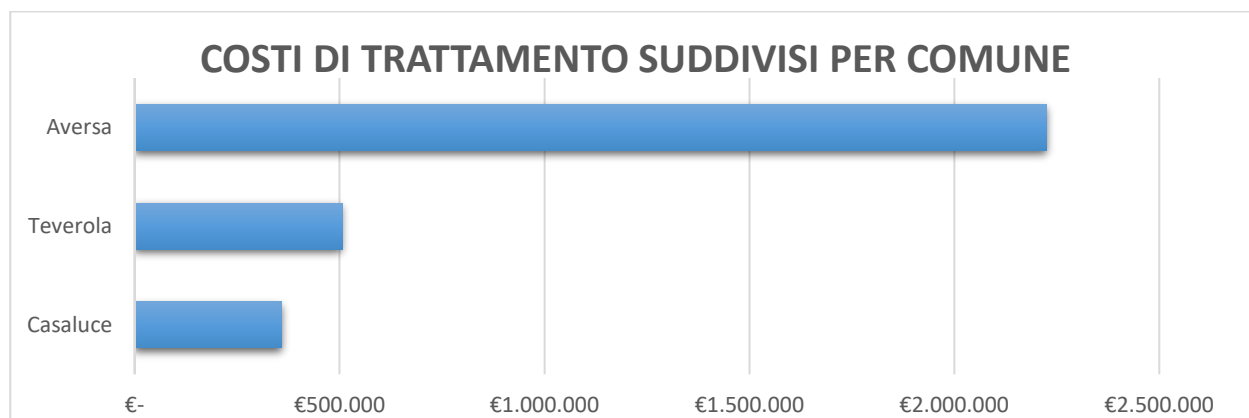 COSTI DI TRATTAMENTO SUDDIVISI PER COMUNE
Aversa
Teverola
Casaluce
€- €500.000 €1.000.000 €1.500.000 €2.000.000 €2.500.000